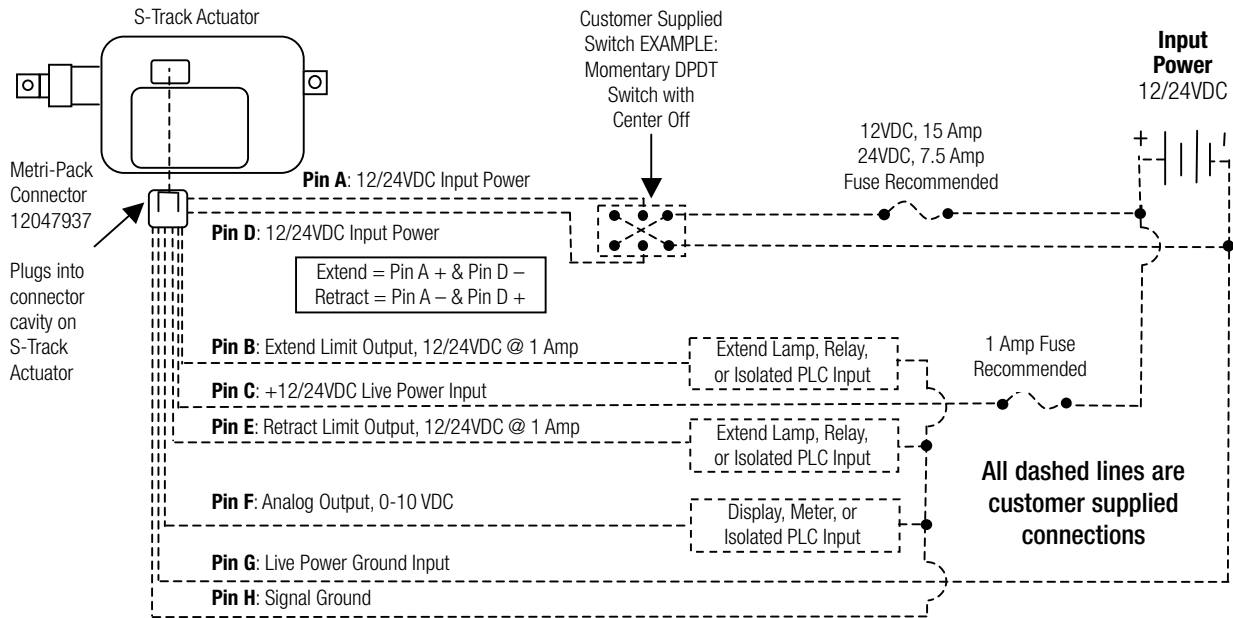 S-Track Actuator
Customer Supplied
Switch EXAMPLE:
Momentary DPDT
Switch with
Center Off
Input
Power
12/24VDC
+
-
12VDC, 15 Amp
24VDC, 7.5 Amp
Fuse Recommended
Metri-Pack
Connector
12047937
Plugs into
connector
cavity on
S-Track
Actuator
Pin A: 12/24VDC Input Power
Pin D: 12/24VDC Input Power
Extend = Pin A + & Pin D –
Retract = Pin A – & Pin D +
Pin B: Extend Limit Output, 12/24VDC @ 1 Amp
Extend Lamp, Relay,
or Isolated PLC Input
1 Amp Fuse
Recommended
Pin C: +12/24VDC Live Power Input
Pin E: Retract Limit Output, 12/24VDC @ 1 Amp
Extend Lamp, Relay,
or Isolated PLC Input
All dashed lines are
customer supplied
connections
Pin F: Analog Output, 0-10 VDC
Display, Meter, or
Isolated PLC Input
Pin G: Live Power Ground Input
Pin H: Signal Ground